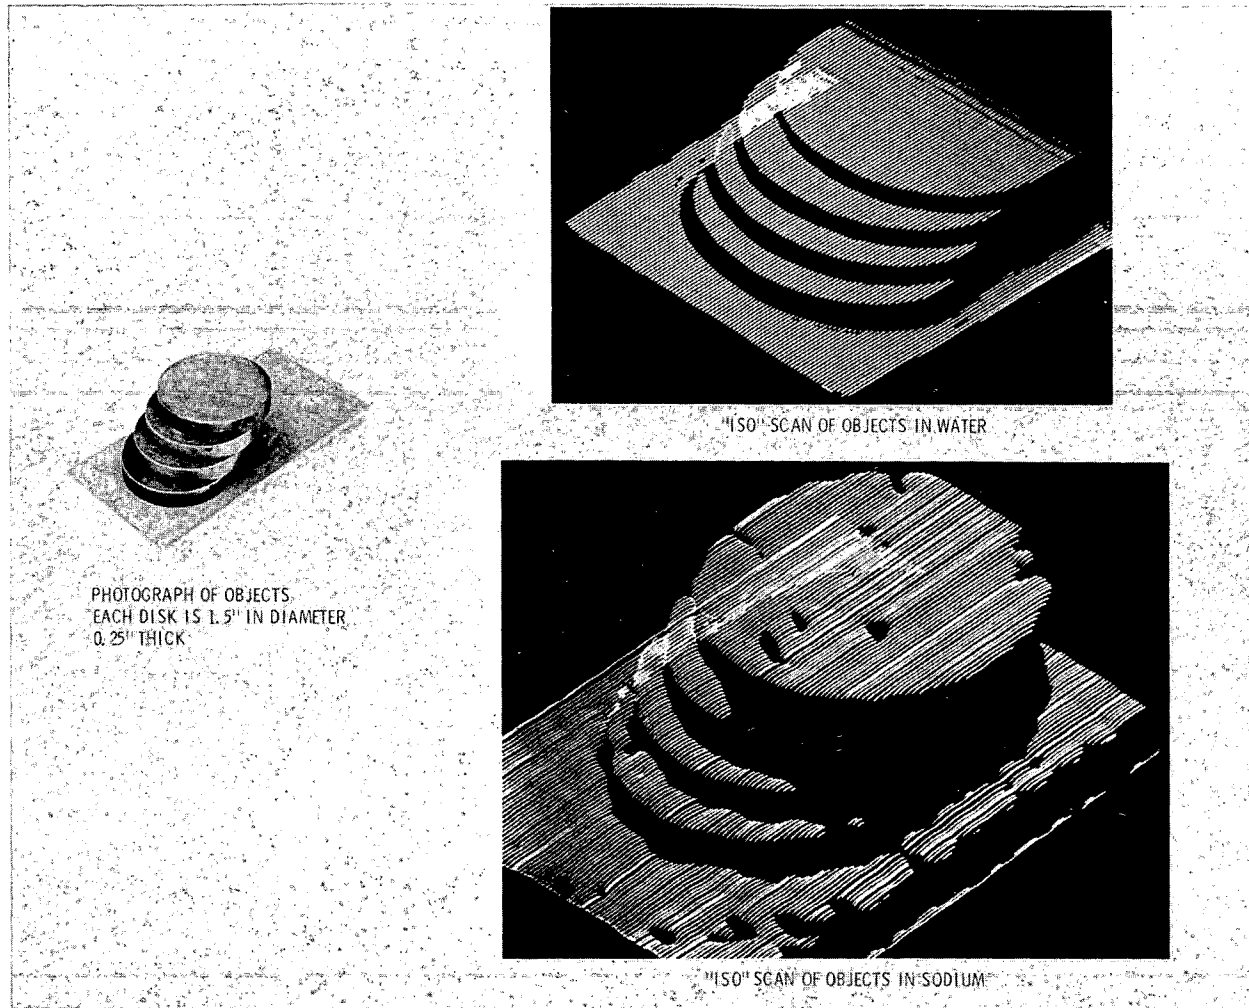 "ISO" SCAN OF OBJECTS IN WATER
PHOTOGRAPH OF OBJECTS
EACH DISK IS 1.5" IN DIAMETER
0.25" THICK
"ISO" SCAN OF OBJECTS IN SODIUM